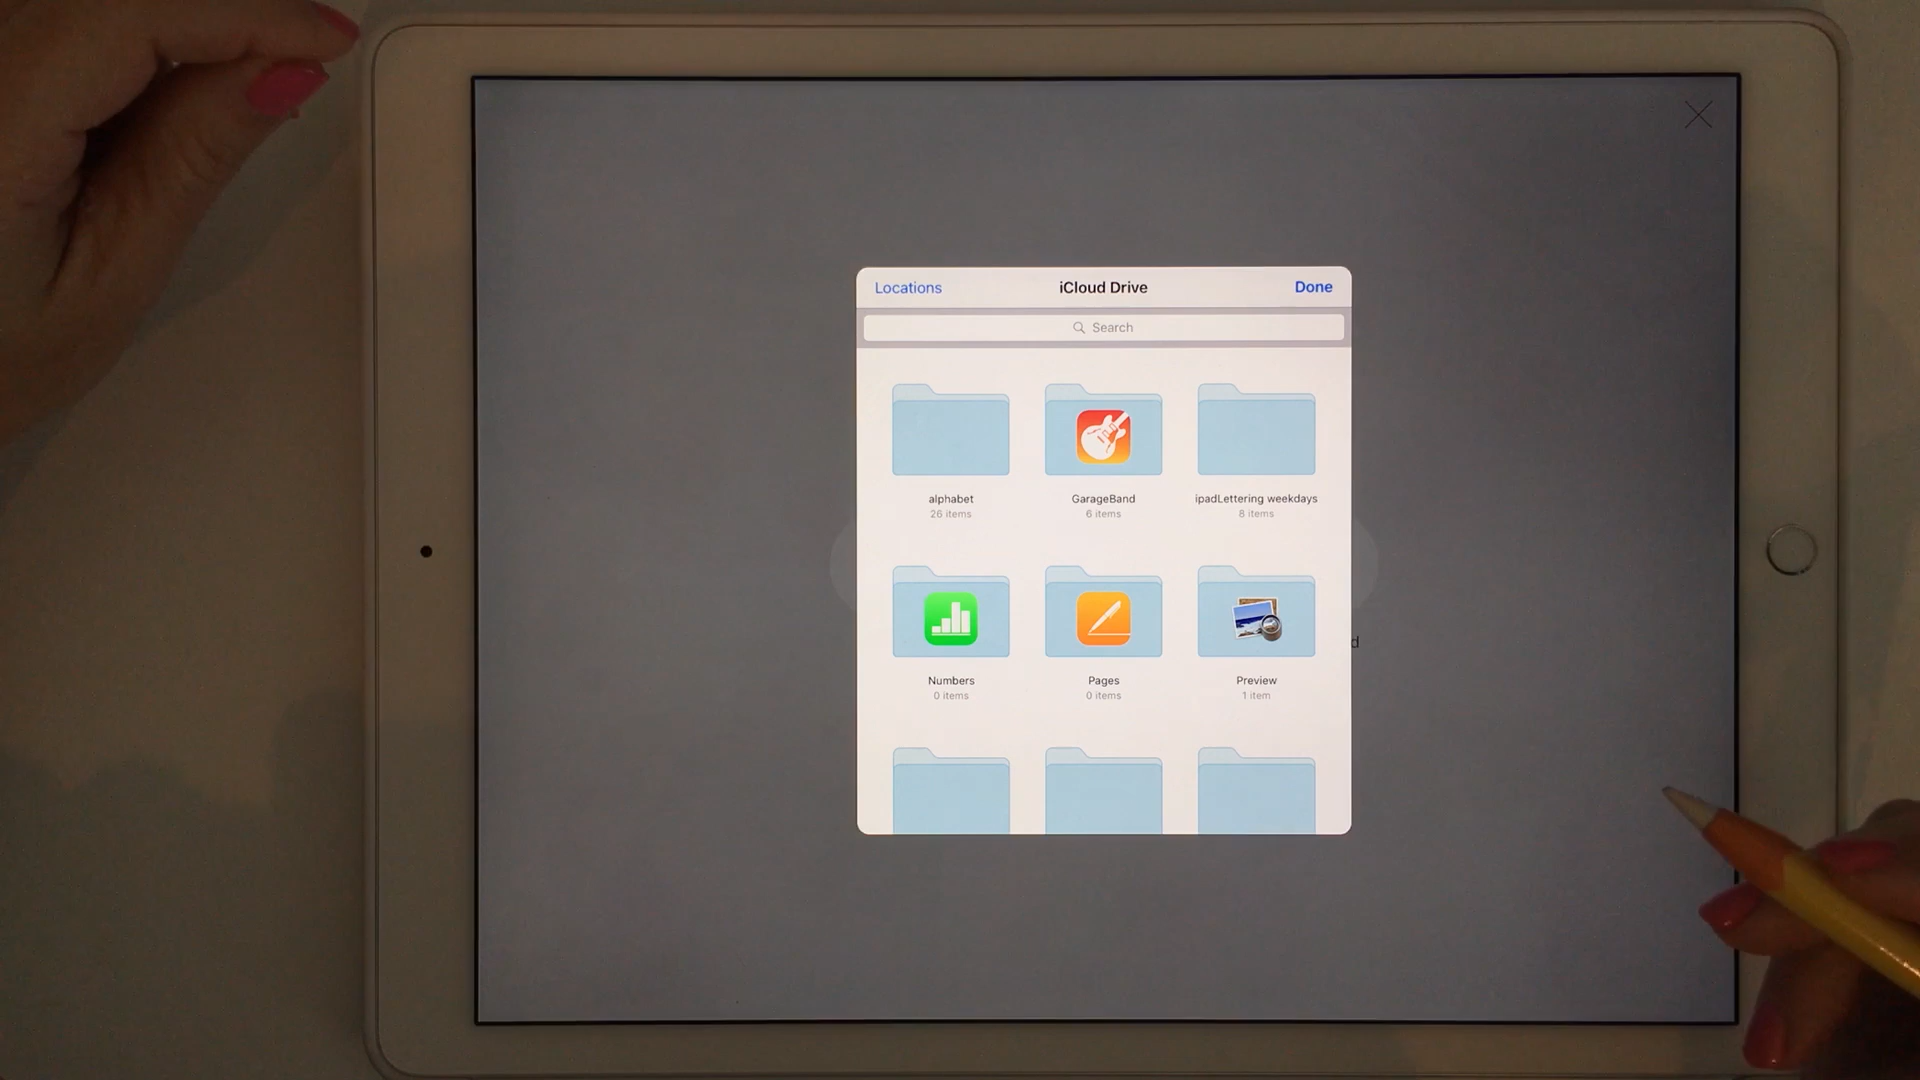 Locations iCloud Drive Done
Search
alphabet GarageBand ipadLettering weekdays
26 items 6 items 8 items
d
Numbers Pages Preview
0 items 0 items 1 item